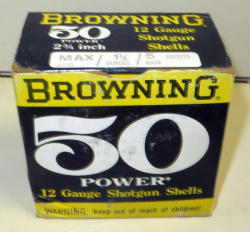 BROWNING
50 12 Gauge
POWER Shotgun
2¾ inch Shells
MAX 1¼ 5
OUNCES
BROWNING
50
POWER*
12 Gauge Shotgun Shells
WARNING: Keep out of reach of children!